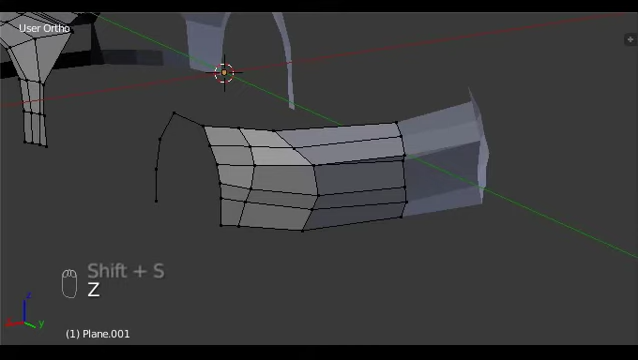 User Ortho
Shift + S
Z
z
y
(1) Plane.001